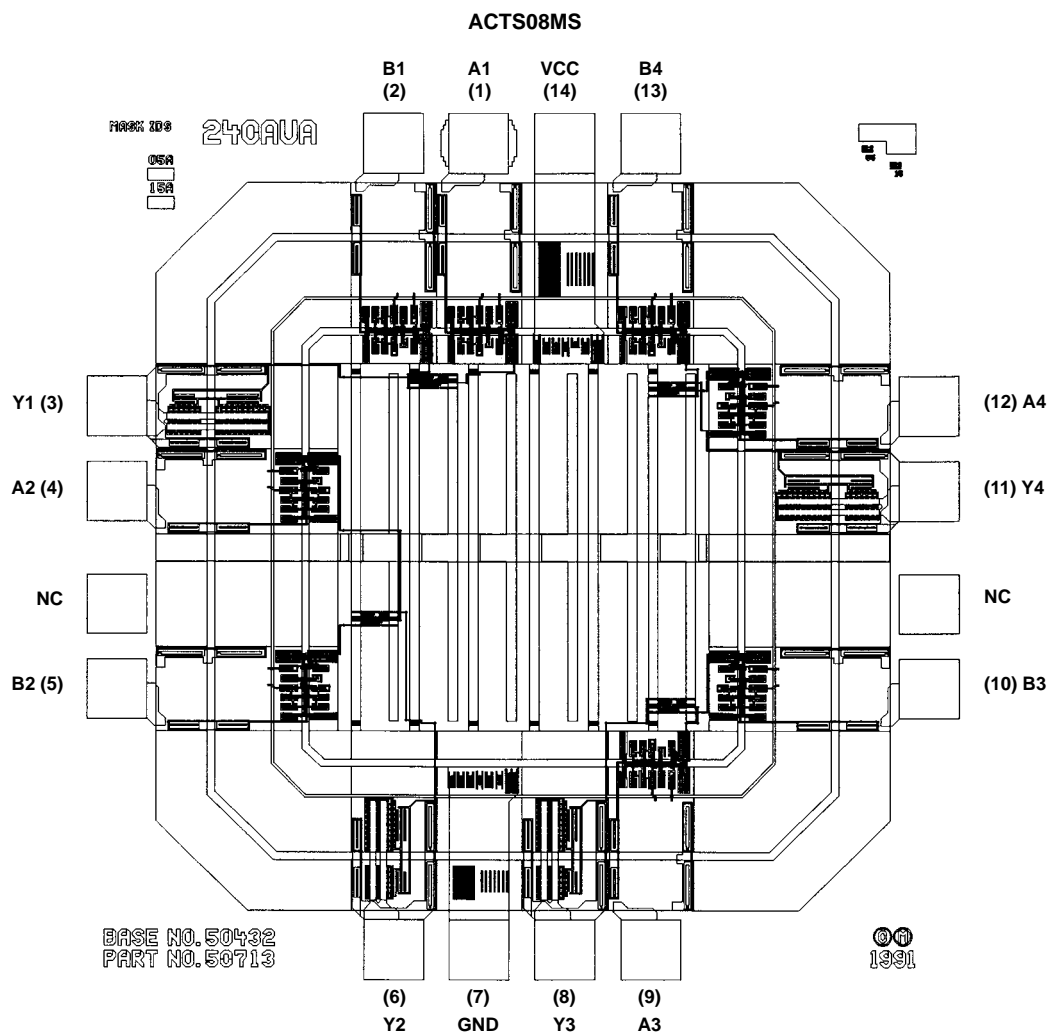 ACTS08MS
B1 A1 VCC B4
(2) (1) (14) (13)
MASK IDS 240AVA
05A
15A
Y1 (3)
(12) A4
A2 (4)
(11) Y4
NC
NC
B2 (5)
(10) B3
BASE NO. 50432
PART NO. 50713
1991
(6) (7) (8) (9)
Y2 GND Y3 A3